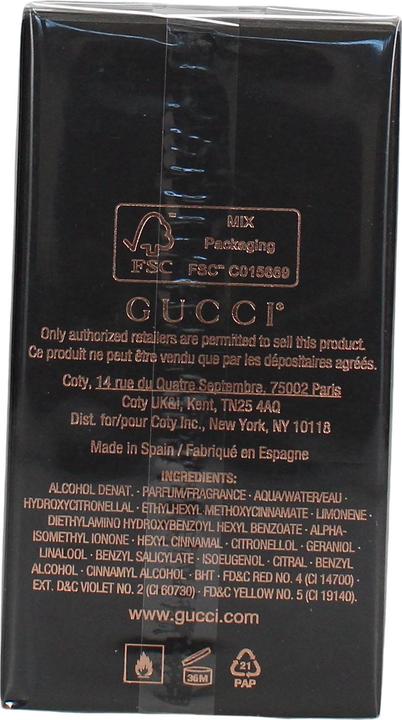 MIX
Packaging
FSC FSC™ C015669
GUCCI®
Only authorized retailers are permitted to sell this product.
Ce produit ne peut être vendu que par les dépositaires agréés.
Coty, 14 rue du Quatre Septembre, 75002 Paris
Coty UK&I, Kent, TN25 4AQ
Dist. for/pour Coty Inc., New York, NY 10118
Made in Spain / Fabriqué en Espagne
INGREDIENTS:
ALCOHOL DENAT. · PARFUM/FRAGRANCE · AQUA/WATER/EAU ·
HYDROXYCITRONELLAL · ETHYLHEXYL METHOXYCINNAMATE · LIMONENE ·
DIETHYLAMINO HYDROXYBENZOYL HEXYL BENZOATE · ALPHA-
ISOMETHYL IONONE · HEXYL CINNAMAL · CITRONELLOL · GERANIOL ·
LINALOOL · BENZYL SALICYLATE · ISOEUGENOL · CITRAL · BENZYL
ALCOHOL · CINNAMYL ALCOHOL · BHT · FD&C RED NO. 4 (CI 14700) ·
EXT. D&C VIOLET NO. 2 (CI 60730) · FD&C YELLOW NO. 5 (CI 19140).
www.gucci.com
36M
21
PAP